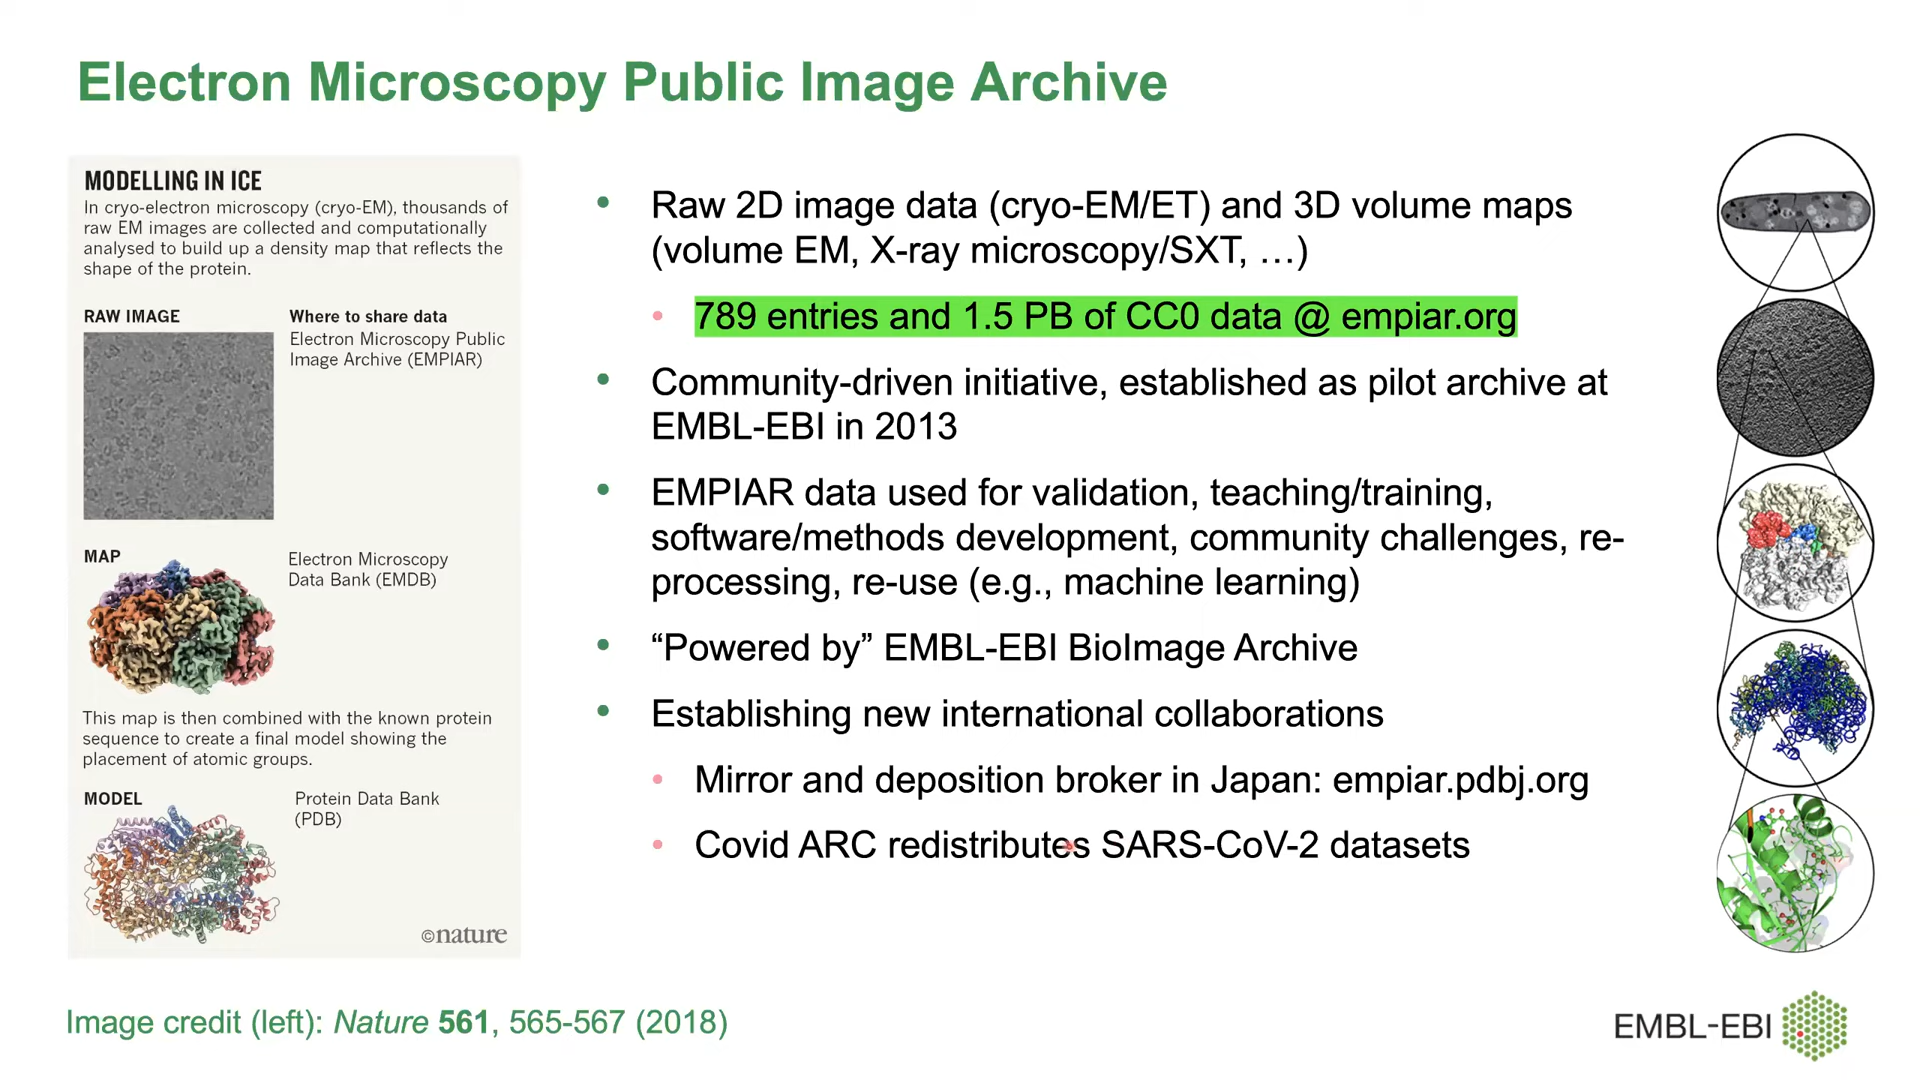 Electron Microscopy Public Image Archive
MODELLING IN ICE
In cryo-electron microscopy (cryo-EM), thousands of
raw EM images are collected and computationally
analysed to build up a density map that reflects the
shape of the protein.
RAW IMAGE
Where to share data
Electron Microscopy Public
Image Archive (EMPIAR)
MAP
Electron Microscopy
Data Bank (EMDB)
This map is then combined with the known protein
sequence to create a final model showing the
placement of atomic groups.
MODEL
Protein Data Bank
(PDB)
©nature
• Raw 2D image data (cryo-EM/ET) and 3D volume maps
(volume EM, X-ray microscopy/SXT, …)
• 789 entries and 1.5 PB of CC0 data @ empiar.org
• Community-driven initiative, established as pilot archive at
EMBL-EBI in 2013
• EMPIAR data used for validation, teaching/training,
software/methods development, community challenges, re-
processing, re-use (e.g., machine learning)
• “Powered by” EMBL-EBI BioImage Archive
• Establishing new international collaborations
• Mirror and deposition broker in Japan: empiar.pdbj.org
• Covid ARC redistributes SARS-CoV-2 datasets
Image credit (left): Nature 561, 565-567 (2018)
EMBL-EBI